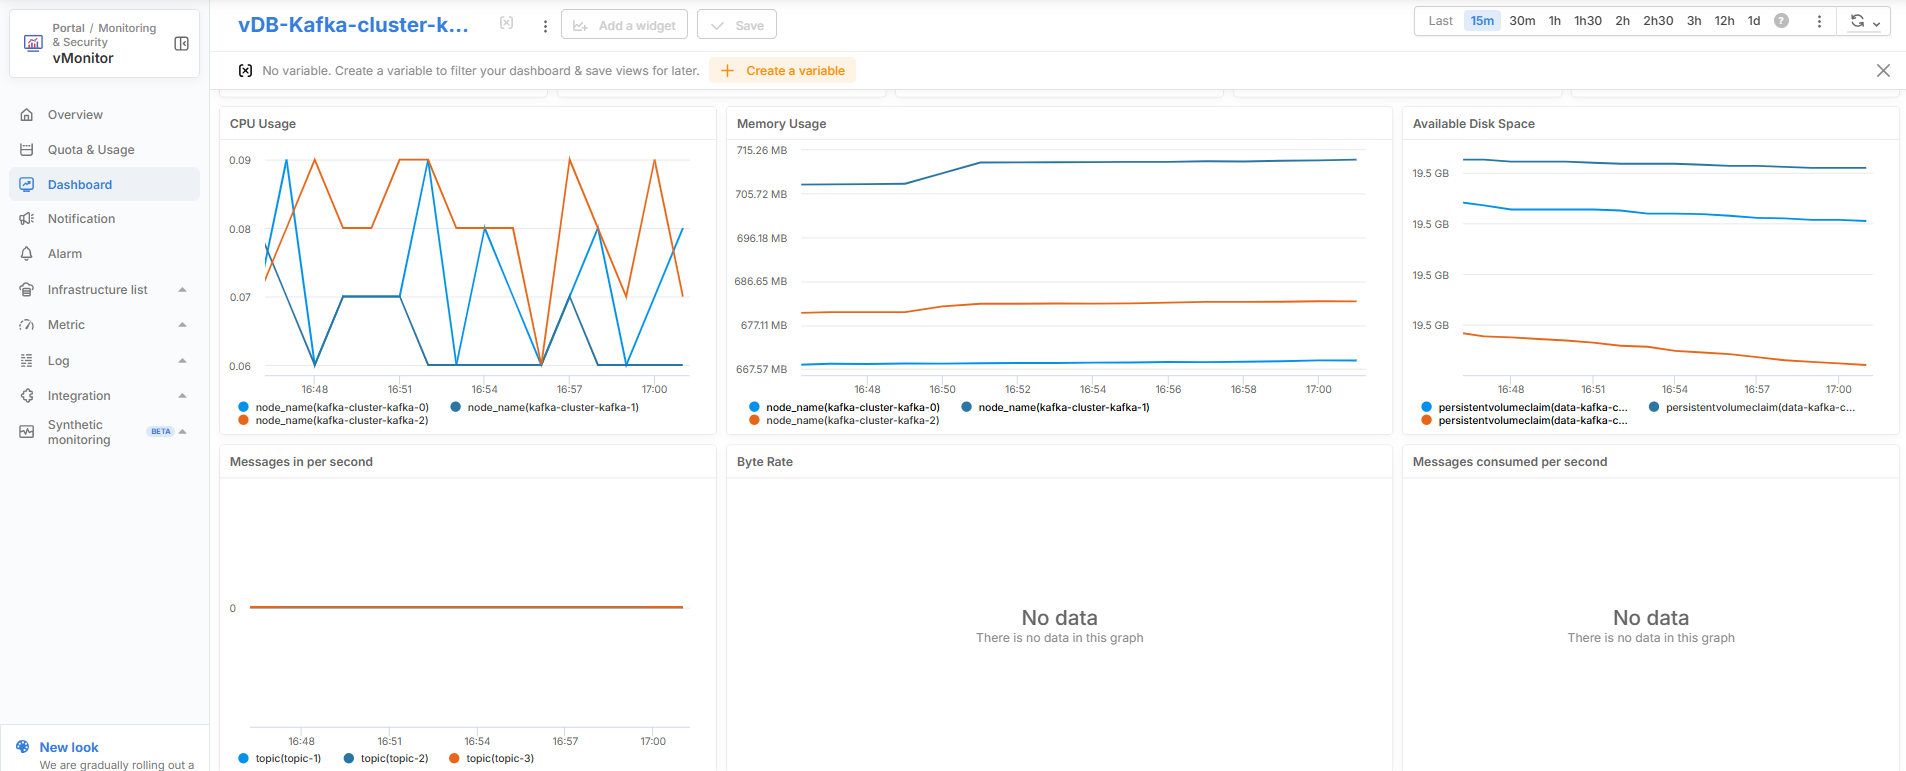 Portal / Monitoring
& Security
vMonitor
Overview
Quota & Usage
Dashboard
Notification
Alarm
Infrastructure list
Metric
Log
Integration
Synthetic
monitoring
BETA
New look
We are gradually rolling out a
vDB-Kafka-cluster-k...
Add a widget
Save
Last 15m 30m 1h 1h30 2h 2h30 3h 12h 1d ?
No variable. Create a variable to filter your dashboard & save views for later.
Create a variable
CPU Usage
0.09
0.08
0.07
0.06
16:48 16:51 16:54 16:57 17:00
node_name(kafka-cluster-kafka-0) node_name(kafka-cluster-kafka-1)
node_name(kafka-cluster-kafka-2)
Memory Usage
715.26 MB
705.72 MB
696.18 MB
686.65 MB
677.11 MB
667.57 MB
16:48 16:50 16:52 16:54 16:56 16:58 17:00
node_name(kafka-cluster-kafka-0) node_name(kafka-cluster-kafka-1)
node_name(kafka-cluster-kafka-2)
Available Disk Space
19.5 GB
19.5 GB
19.5 GB
19.5 GB
16:48 16:51 16:54 16:57 17:00
persistentvolumeclaim(data-kafka-c... persistentvolumeclaim(data-kafka-c...
persistentvolumeclaim(data-kafka-c...
Messages in per second
0
16:48 16:51 16:54 16:57 17:00
topic(topic-1) topic(topic-2) topic(topic-3)
Byte Rate
No data
There is no data in this graph
Messages consumed per second
No data
There is no data in this graph